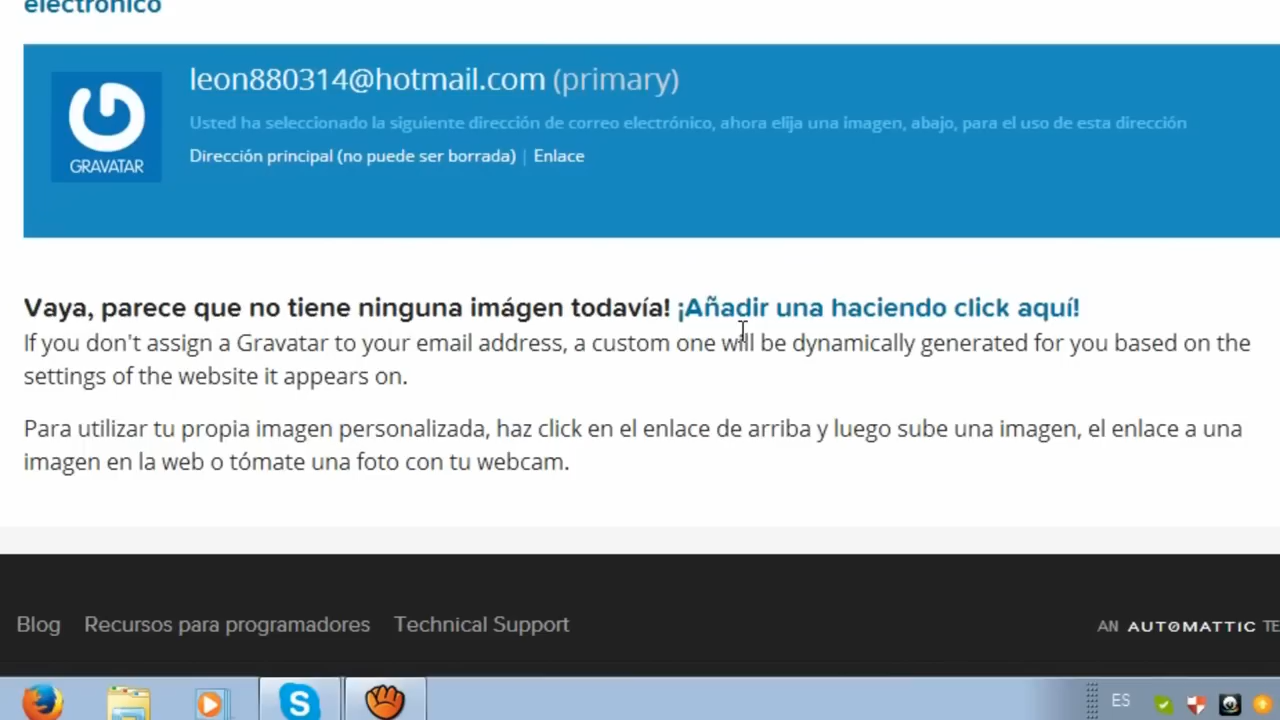 electrónico
leon880314@hotmail.com (primary)
Usted ha seleccionado la siguiente dirección de correo electrónico, ahora elija una imagen, abajo, para el uso de esta dirección
GRAVATAR
Dirección principal (no puede ser borrada) | Enlace
Vaya, parece que no tiene ninguna imágen todavía! ¡Añadir una haciendo click aquí!
If you don't assign a Gravatar to your email address, a custom one will be dynamically generated for you based on the
settings of the website it appears on.
Para utilizar tu propia imagen personalizada, haz click en el enlace de arriba y luego sube una imagen, el enlace a una
imagen en la web o tómate una foto con tu webcam.
Blog Recursos para programadores Technical Support
AN AUTOMATTIC TE
S
ES